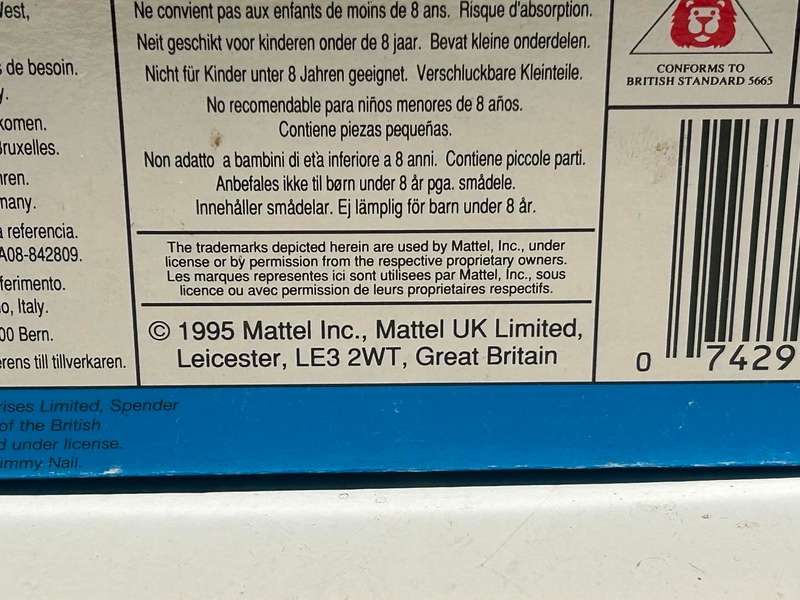 Vest,
de besoin.
y.
komen.
Bruxelles.
many.
a referencia.
A08-842809.
ferimento.
o, Italy.
00 Bern.
erens till tillverkaren.
Ne convient pas aux enfants de moins de 8 ans. Risque d'absorption.
Neit geschikt voor kinderen onder de 8 jaar. Bevat kleine onderdelen.
Nicht für Kinder unter 8 Jahren geeignet. Verschluckbare Kleinteile.
No recomendable para niños menores de 8 años.
Contiene piezas pequeñas.
Non adatto a bambini di età inferiore a 8 anni. Contiene piccole parti.
Anbefales ikke til børn under 8 år pga. smådele.
Innehåller smådelar. Ej lämplig för barn under 8 år.
The trademarks depicted herein are used by Mattel, Inc., under
license or by permission from the respective proprietary owners.
Les marques representes ici sont utilisees par Mattel, Inc., sous
licence ou avec permission de leurs proprietaires respectifs.
© 1995 Mattel Inc., Mattel UK Limited,
Leicester, LE3 2WT, Great Britain
CONFORMS TO
BRITISH STANDARD 5665
0 7429
rises Limited, Spender
of the British
d under license.
immy Nail.